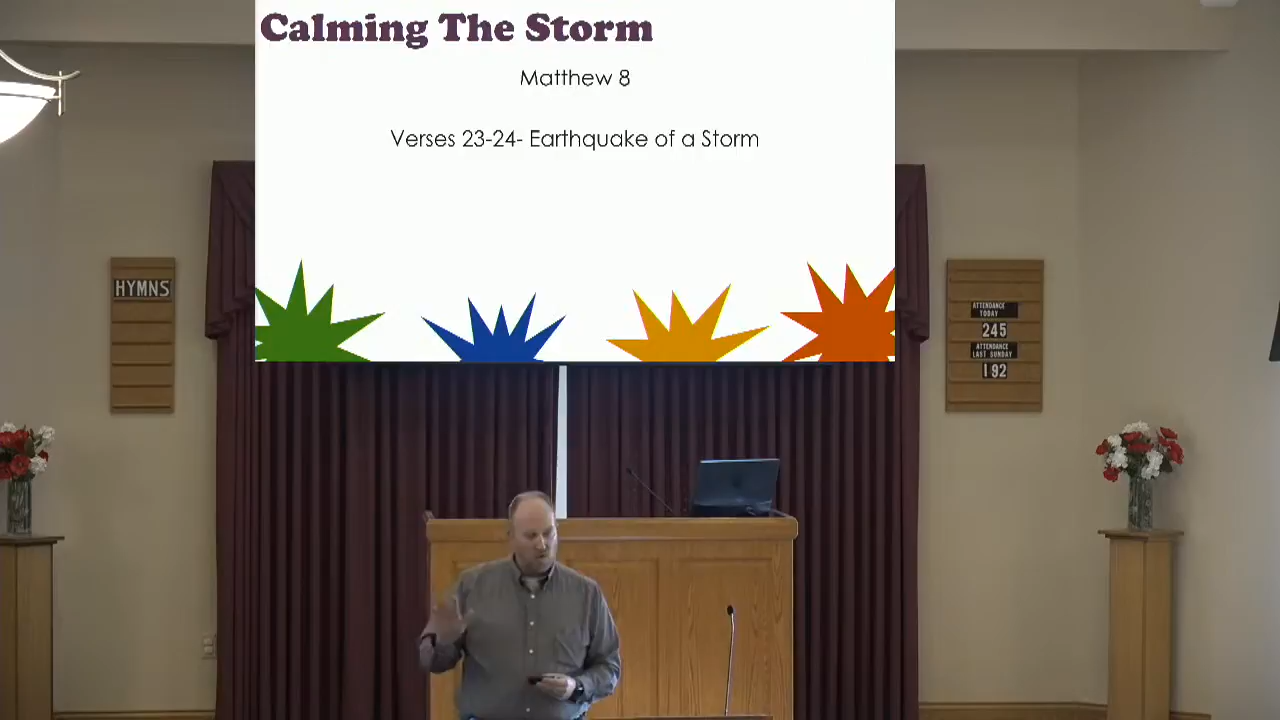 Calming The Storm
Matthew 8
Verses 23-24- Earthquake of a Storm
HYMNS
ATTENDANCE
TODAY
245
ATTENDANCE
LAST SUNDAY
192